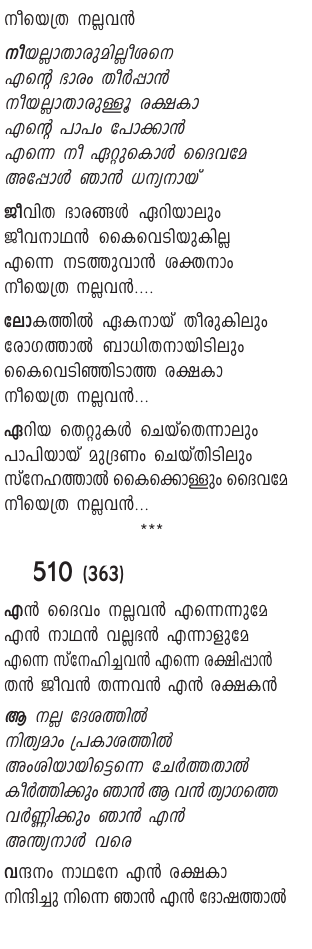 നീയെത്ര നല്ലവൻ
നീയല്ലാതാരുമില്ലീശനെ
എന്റെ ഭാരം തീർപ്പാൻ
നീയല്ലാതാരുള്ളൂ രക്ഷകാ
എന്റെ പാപം പോക്കാൻ
എന്നെ നീ ഏറ്റുകൊൾ ദൈവമേ
അപ്പോൾ ഞാൻ ധന്യനായ്
ജീവിത ഭാരങ്ങൾ ഏറിയാലും
ജീവനാഥൻ കൈവെടിയുകില്ല
എന്നെ നടത്തുവാൻ ശക്തനാം
നീയെത്ര നല്ലവൻ....
ലോകത്തിൽ ഏകനായ് തീരുകിലും
രോഗത്താൽ ബാധിതനായിടിലും
കൈവെടിഞ്ഞിടാത്ത രക്ഷകാ
നീയെത്ര നല്ലവൻ...
ഏറിയ തെറ്റുകൾ ചെയ്തെന്നാലും
പാപിയായ് മുദ്രണം ചെയ്തിടിലും
സ്നേഹത്താൽ കൈക്കൊള്ളും ദൈവമേ
നീയെത്ര നല്ലവൻ...
***
510 (363)
എൻ ദൈവം നല്ലവൻ എന്നെന്നുമേ
എൻ നാഥൻ വല്ലഭൻ എന്നാളുമേ
എന്നെ സ്നേഹിച്ചവൻ എന്നെ രക്ഷിപ്പാൻ
തൻ ജീവൻ തന്നവൻ എൻ രക്ഷകൻ
ആ നല്ല ദേശത്തിൽ
നിത്യമാം പ്രകാശത്തിൽ
അംശിയായിട്ടെന്നെ ചേർത്തതാൽ
കീർത്തിക്കും ഞാൻ ആ വൻ ത്യാഗത്തെ
വർണ്ണിക്കും ഞാൻ എൻ
അന്ത്യനാൾ വരെ
വന്ദനം നാഥനേ എൻ രക്ഷകാ
നിന്ദിച്ചു നിന്നെ ഞാൻ എൻ ദോഷത്താൽ